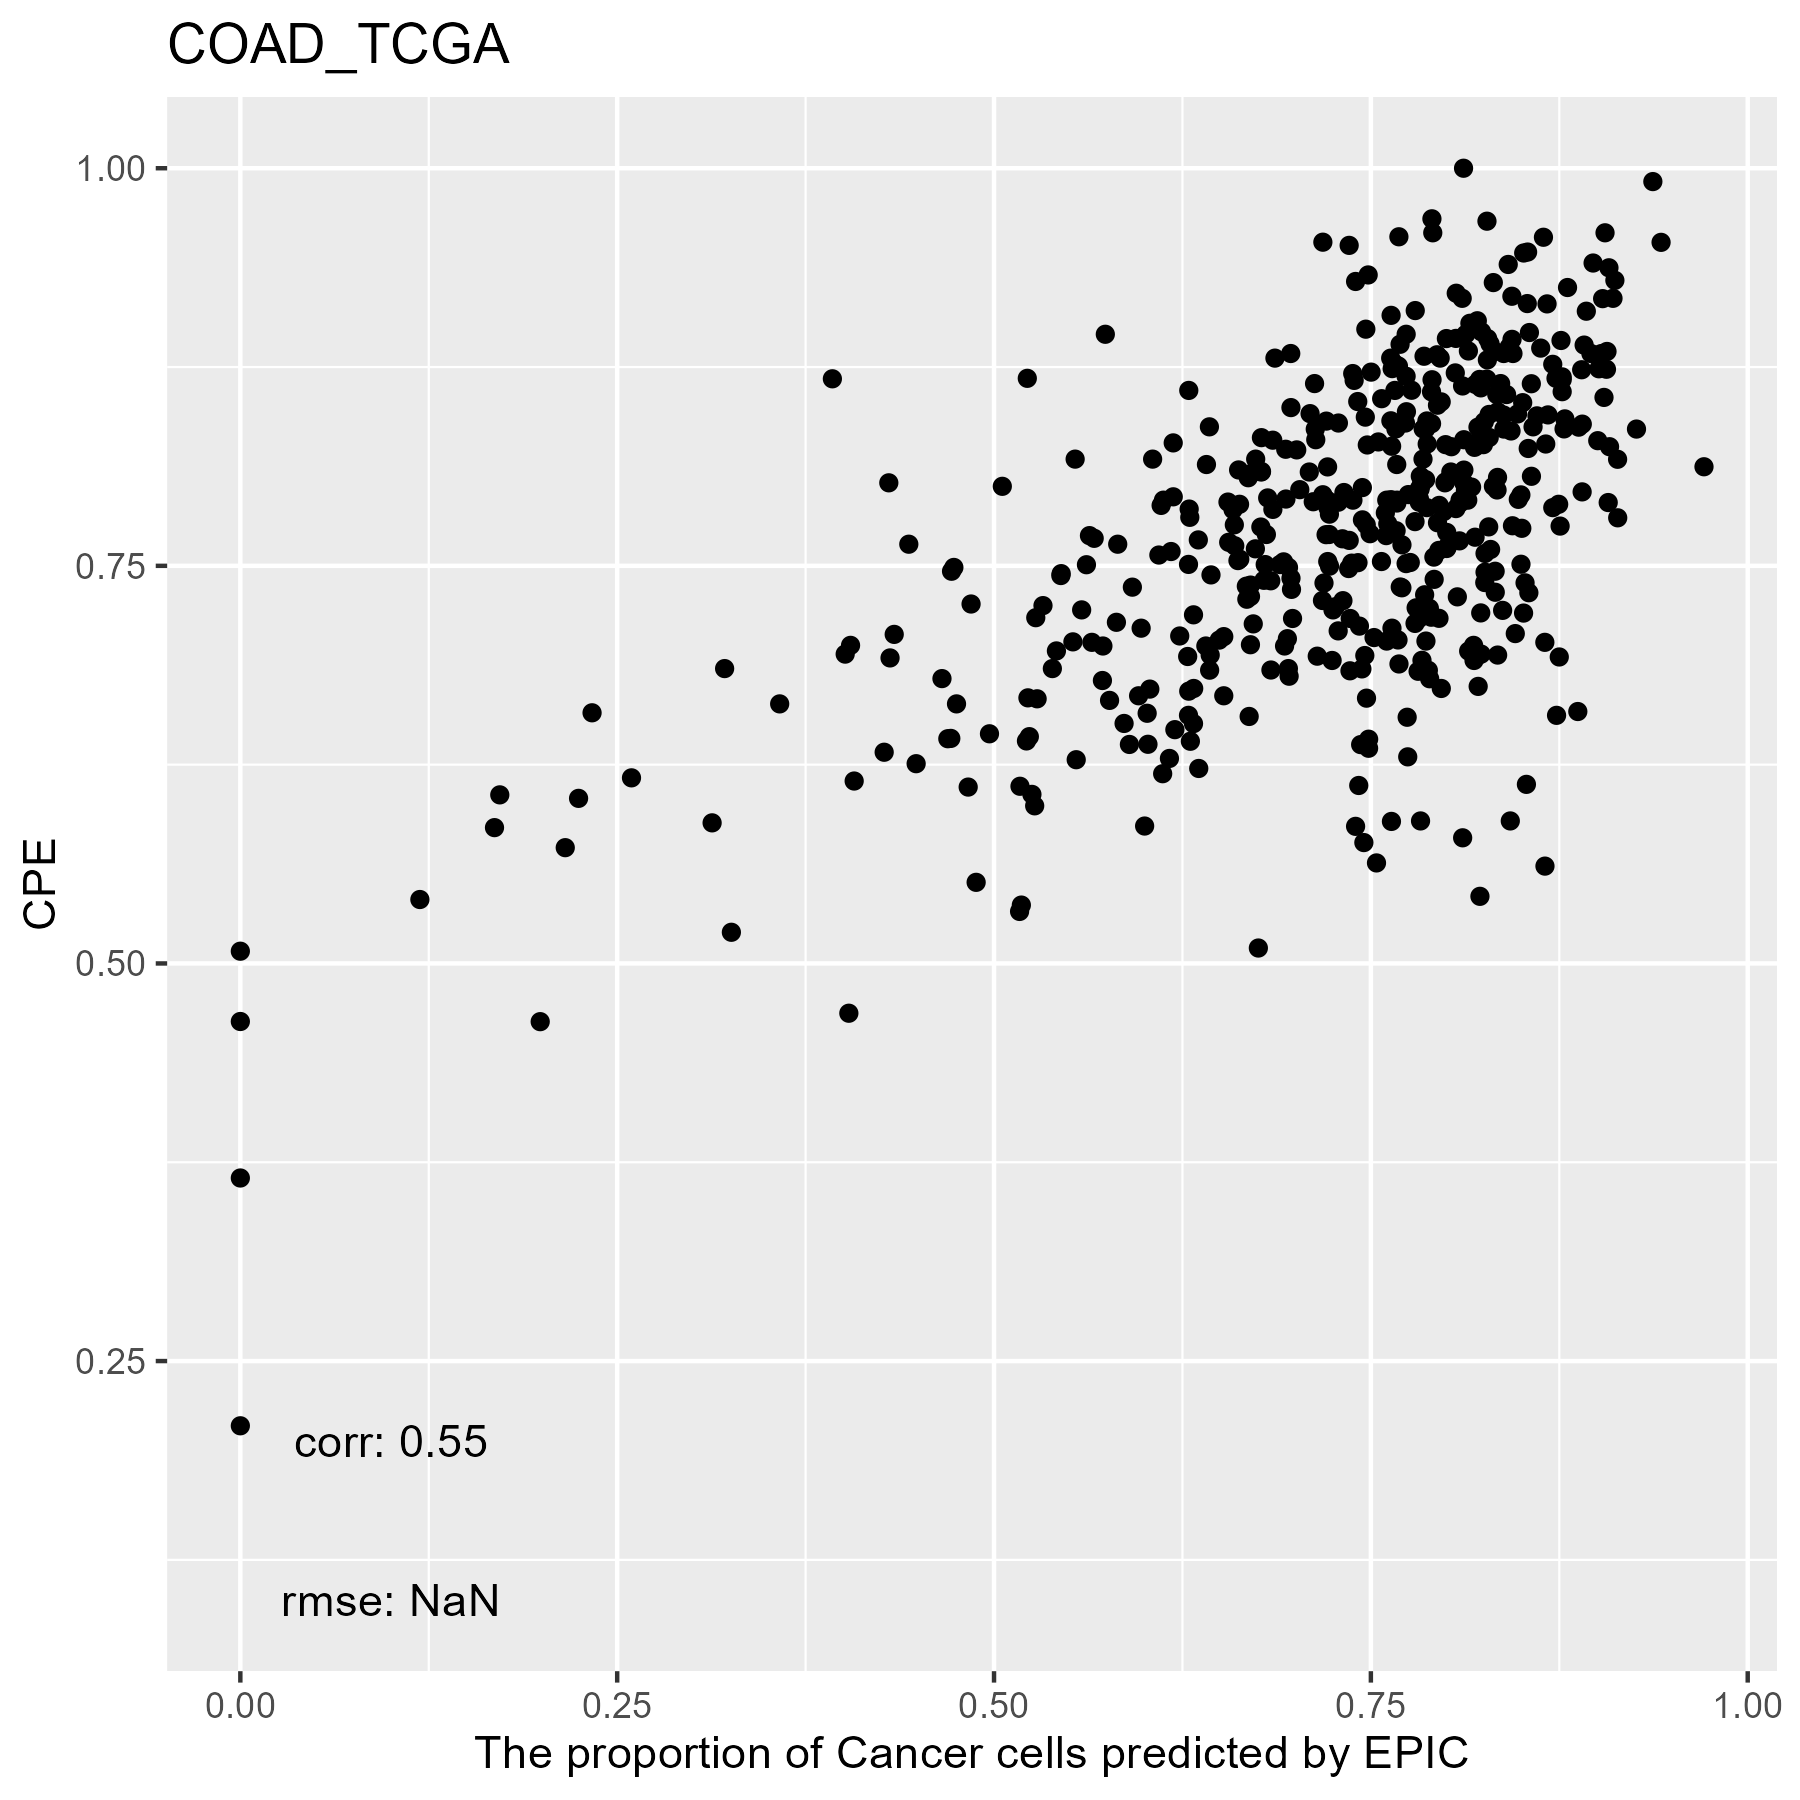 COAD_TCGA
1.00
0.75
0.50
0.25
CPE
corr: 0.55
rmse: NaN
0.00 0.25 0.50 0.75 1.00
The proportion of Cancer cells predicted by EPIC